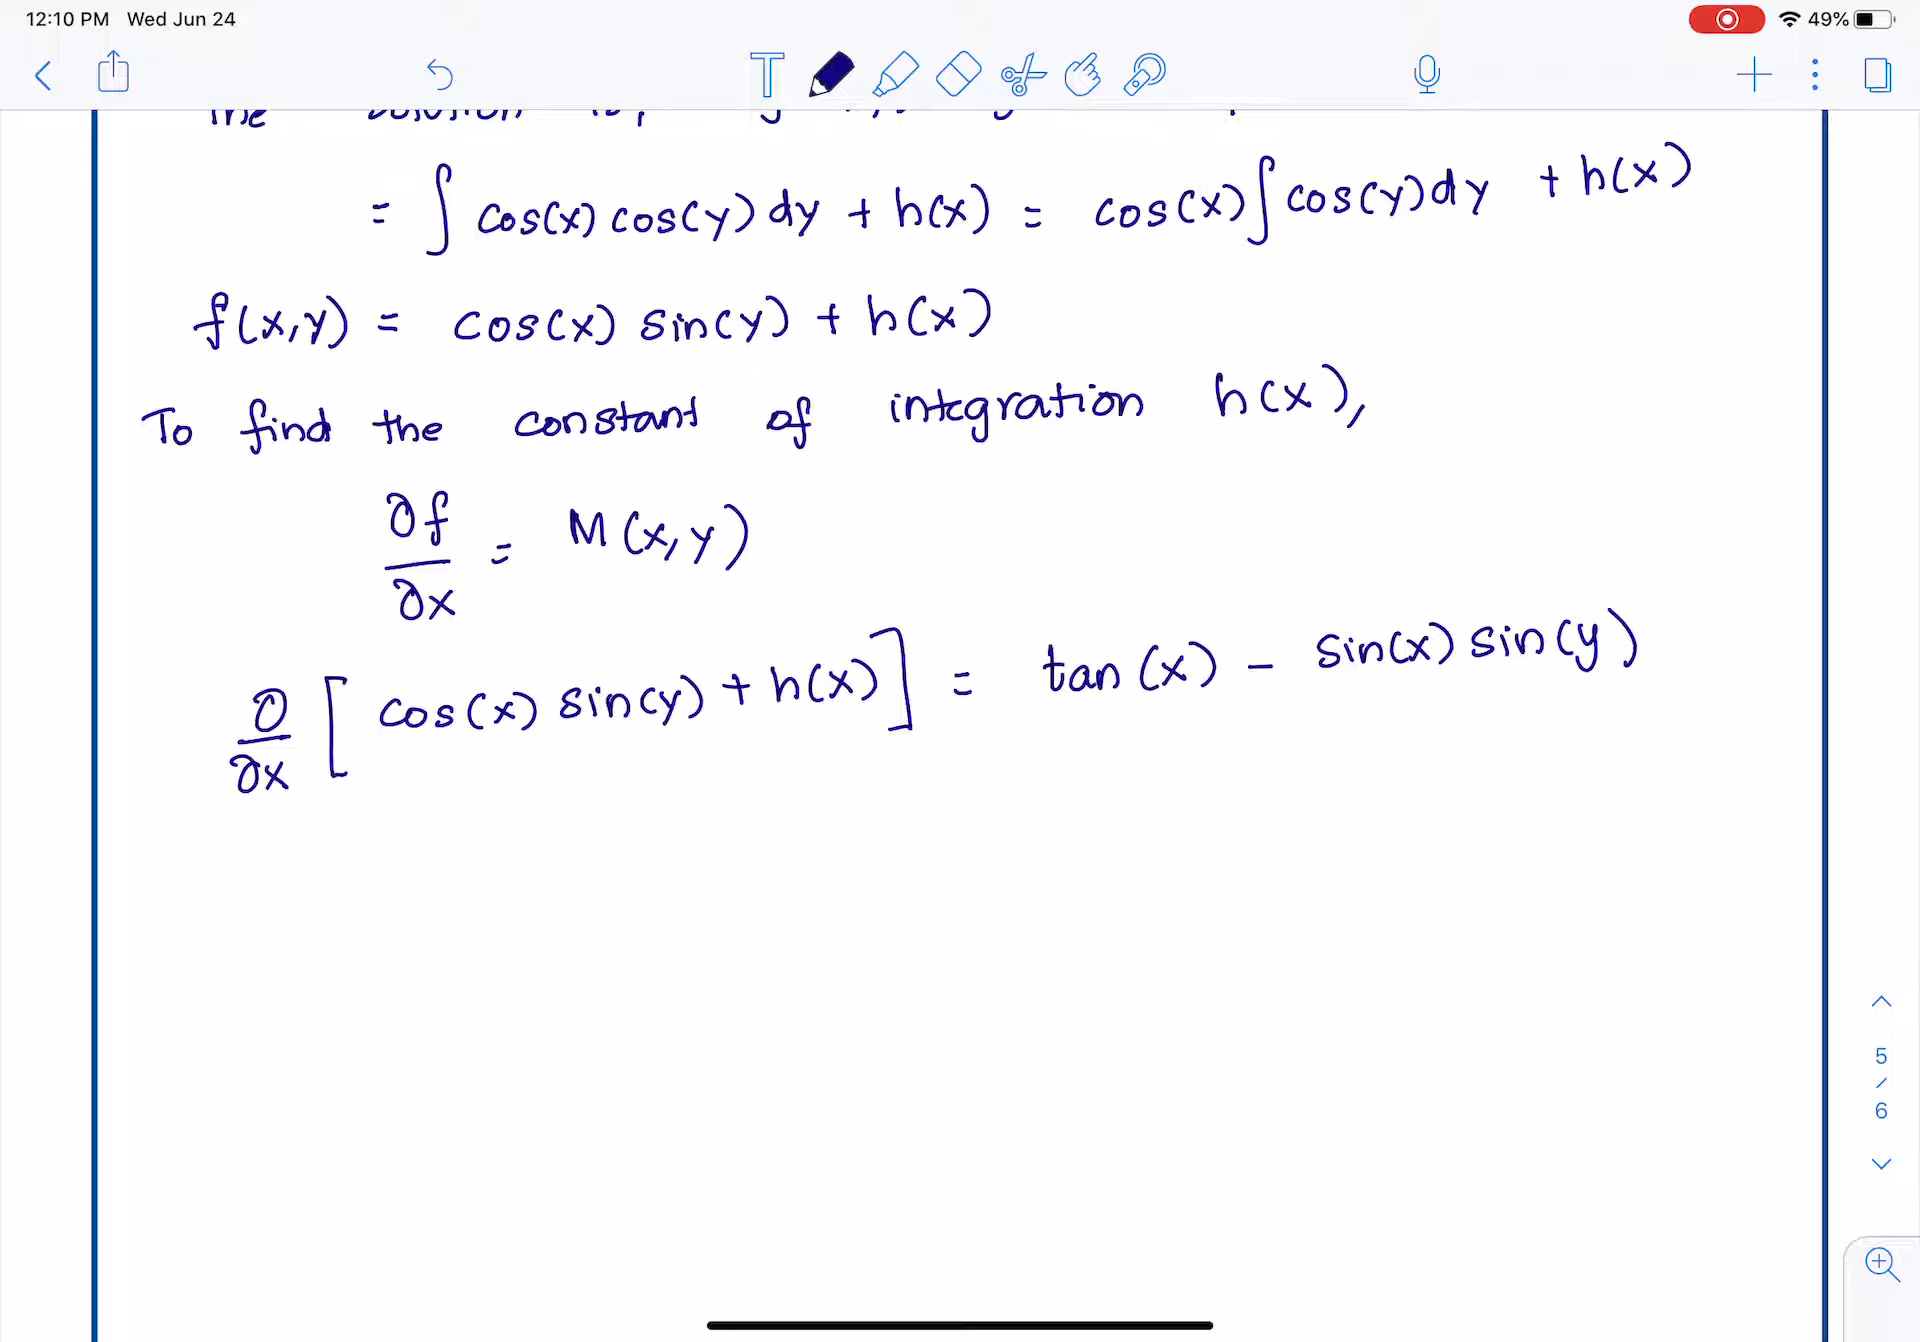 12:10 PM Wed Jun 24
49%
= ∫ cos(x) cos(y) dy + h(x) = cos(x) ∫ cos(y) dy + h(x)
f(x,y) = cos(x) sin(y) + h(x)
To find the constant of integration h(x),
∂f/∂x = M(x,y)
∂/∂x [cos(x) sin(y) + h(x)] = tan(x) - sin(x) sin(y)
5
/
6